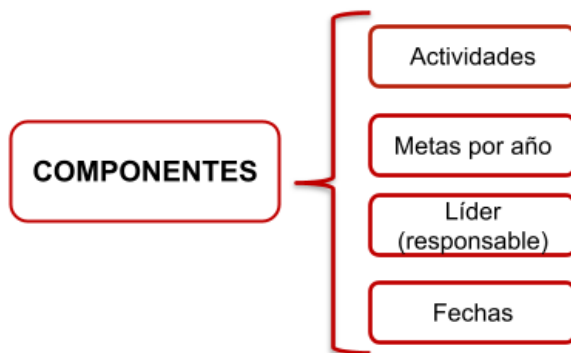 COMPONENTES
Actividades
Metas por año
Líder
(responsable)
Fechas